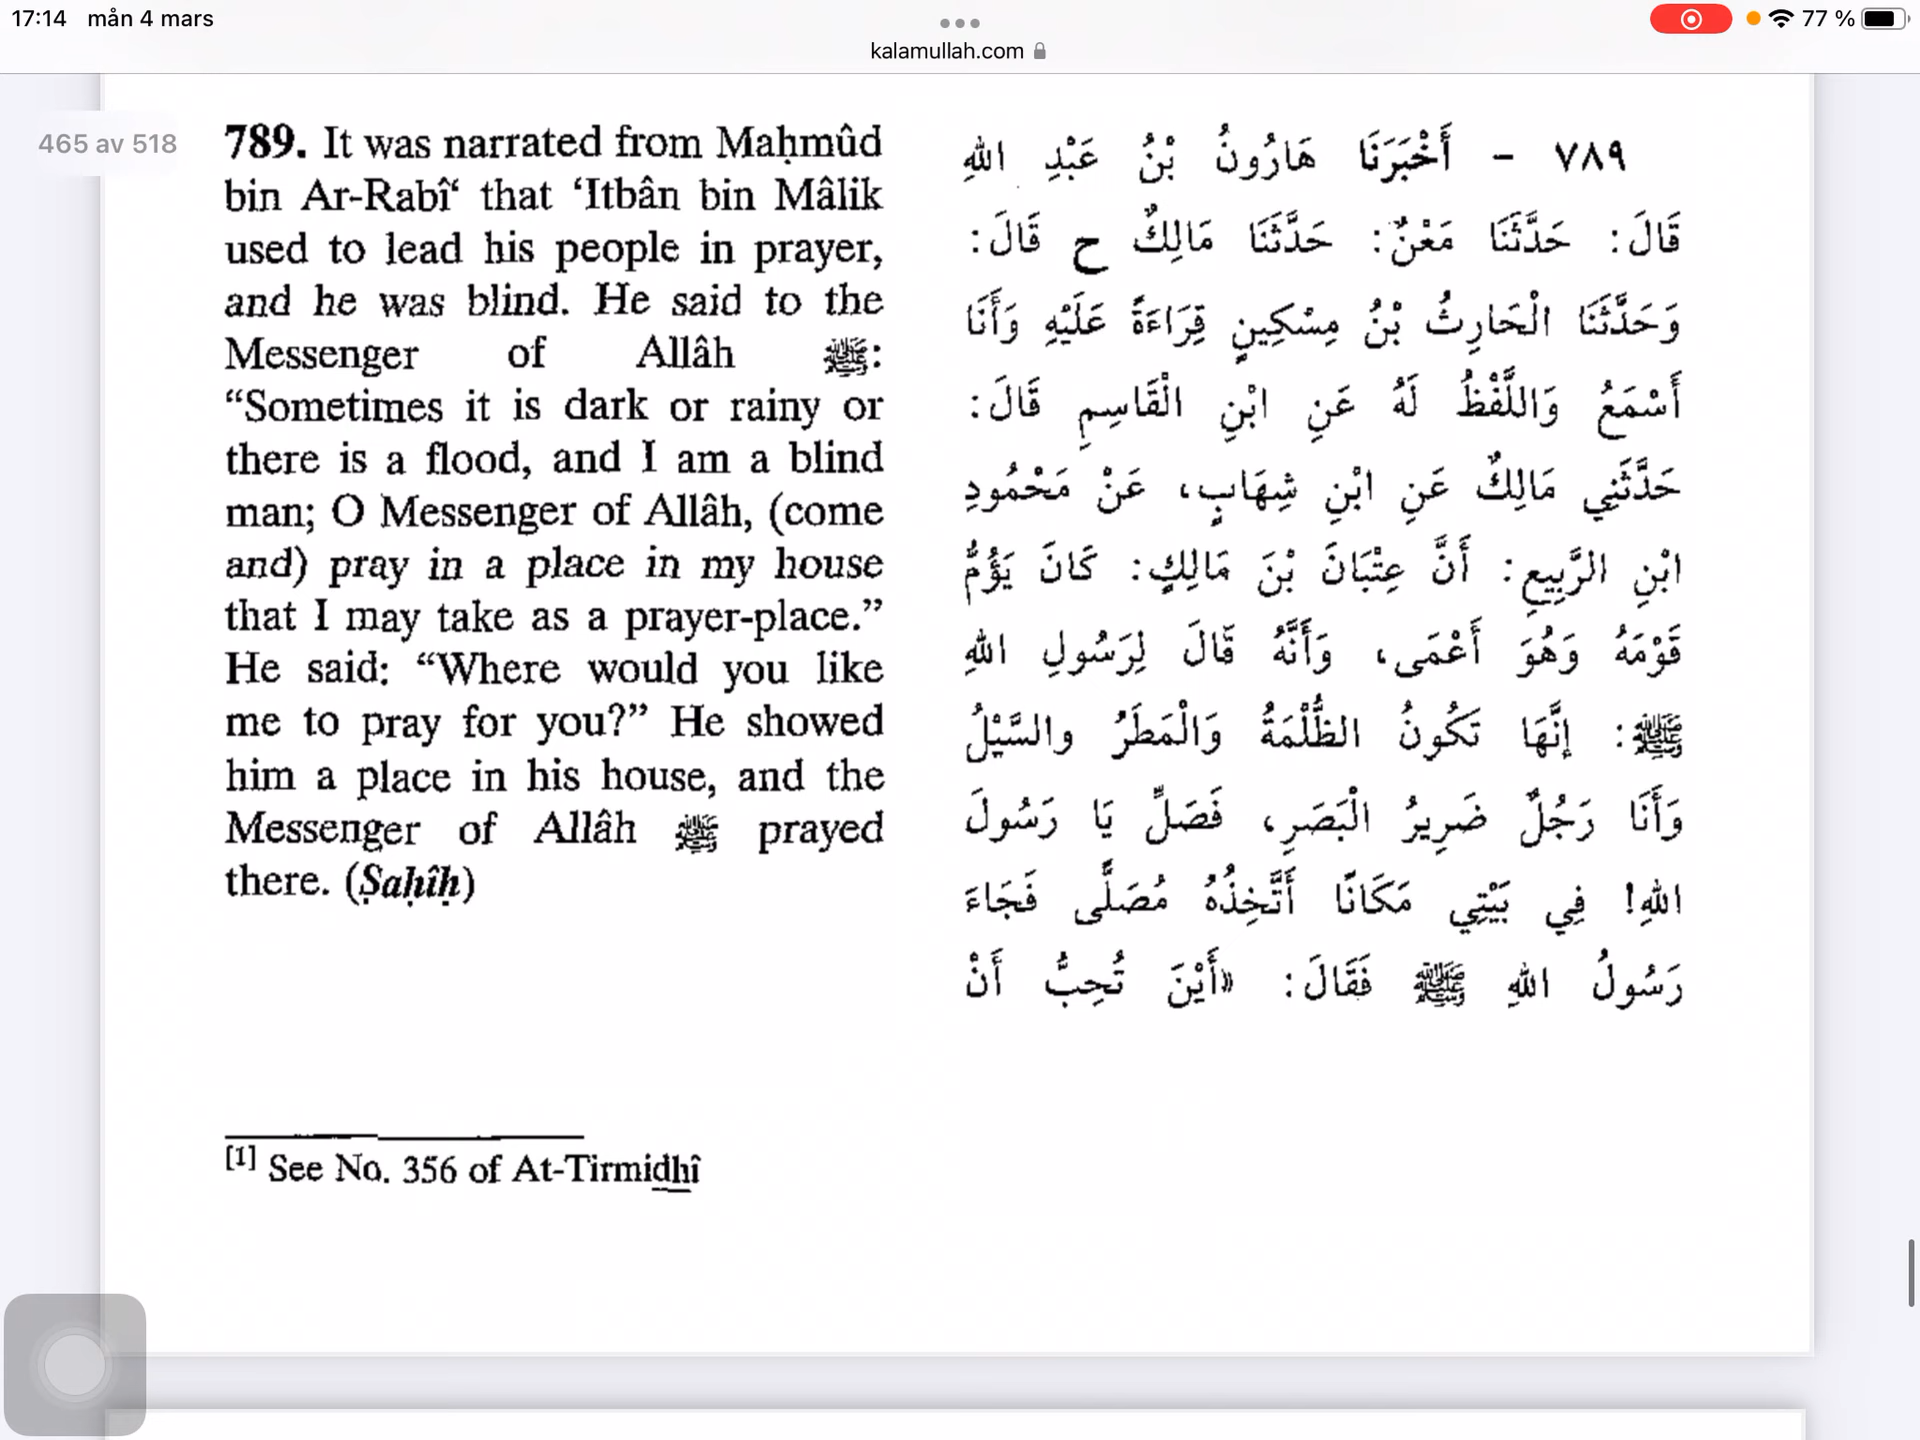 17:14 mån 4 mars
77 %
kalamullah.com
465 av 518
789. It was narrated from Maḥmûd
bin Ar-Rabî‘ that ‘Itbân bin Mâlik
used to lead his people in prayer,
and he was blind. He said to the
Messenger of Allâh ﷺ:
“Sometimes it is dark or rainy or
there is a flood, and I am a blind
man; O Messenger of Allâh, (come
and) pray in a place in my house
that I may take as a prayer-place.”
He said: “Where would you like
me to pray for you?” He showed
him a place in his house, and the
Messenger of Allâh ﷺ prayed
there. (Ṣaḥîḥ)
٧٨٩ - أَخْبَرَنَا هَارُونُ بْنُ عَبْدِ اللهِ
قَالَ: حَدَّثَنَا مَعْنٌ: حَدَّثَنَا مَالِكٌ ح قَالَ:
وَحَدَّثَنَا الْحَارِثُ بْنُ مِسْكِينٍ قِرَاءَةً عَلَيْهِ وَأَنَا
أَسْمَعُ وَاللَّفْظُ لَهُ عَنِ ابْنِ الْقَاسِمِ قَالَ:
حَدَّثَنِي مَالِكٌ عَنِ ابْنِ شِهَابٍ، عَنْ مَحْمُودِ
ابْنِ الرَّبِيعِ: أَنَّ عِتْبَانَ بْنَ مَالِكٍ: كَانَ يَؤُمُّ
قَوْمَهُ وَهُوَ أَعْمَى، وَأَنَّهُ قَالَ لِرَسُولِ اللهِ
ﷺ: إِنَّهَا تَكُونُ الظُّلْمَةُ وَالْمَطَرُ والسَّيْلُ
وَأَنَا رَجُلٌ ضَرِيرُ الْبَصَرِ، فَصَلِّ يَا رَسُولَ
اللهِ! فِي بَيْتِي مَكَانًا أَتَّخِذُهُ مُصَلًّى فَجَاءَ
رَسُولُ اللهِ ﷺ فَقَالَ: «أَيْنَ تُحِبُّ أَنْ
[1] See No. 356 of At-Tirmidhî